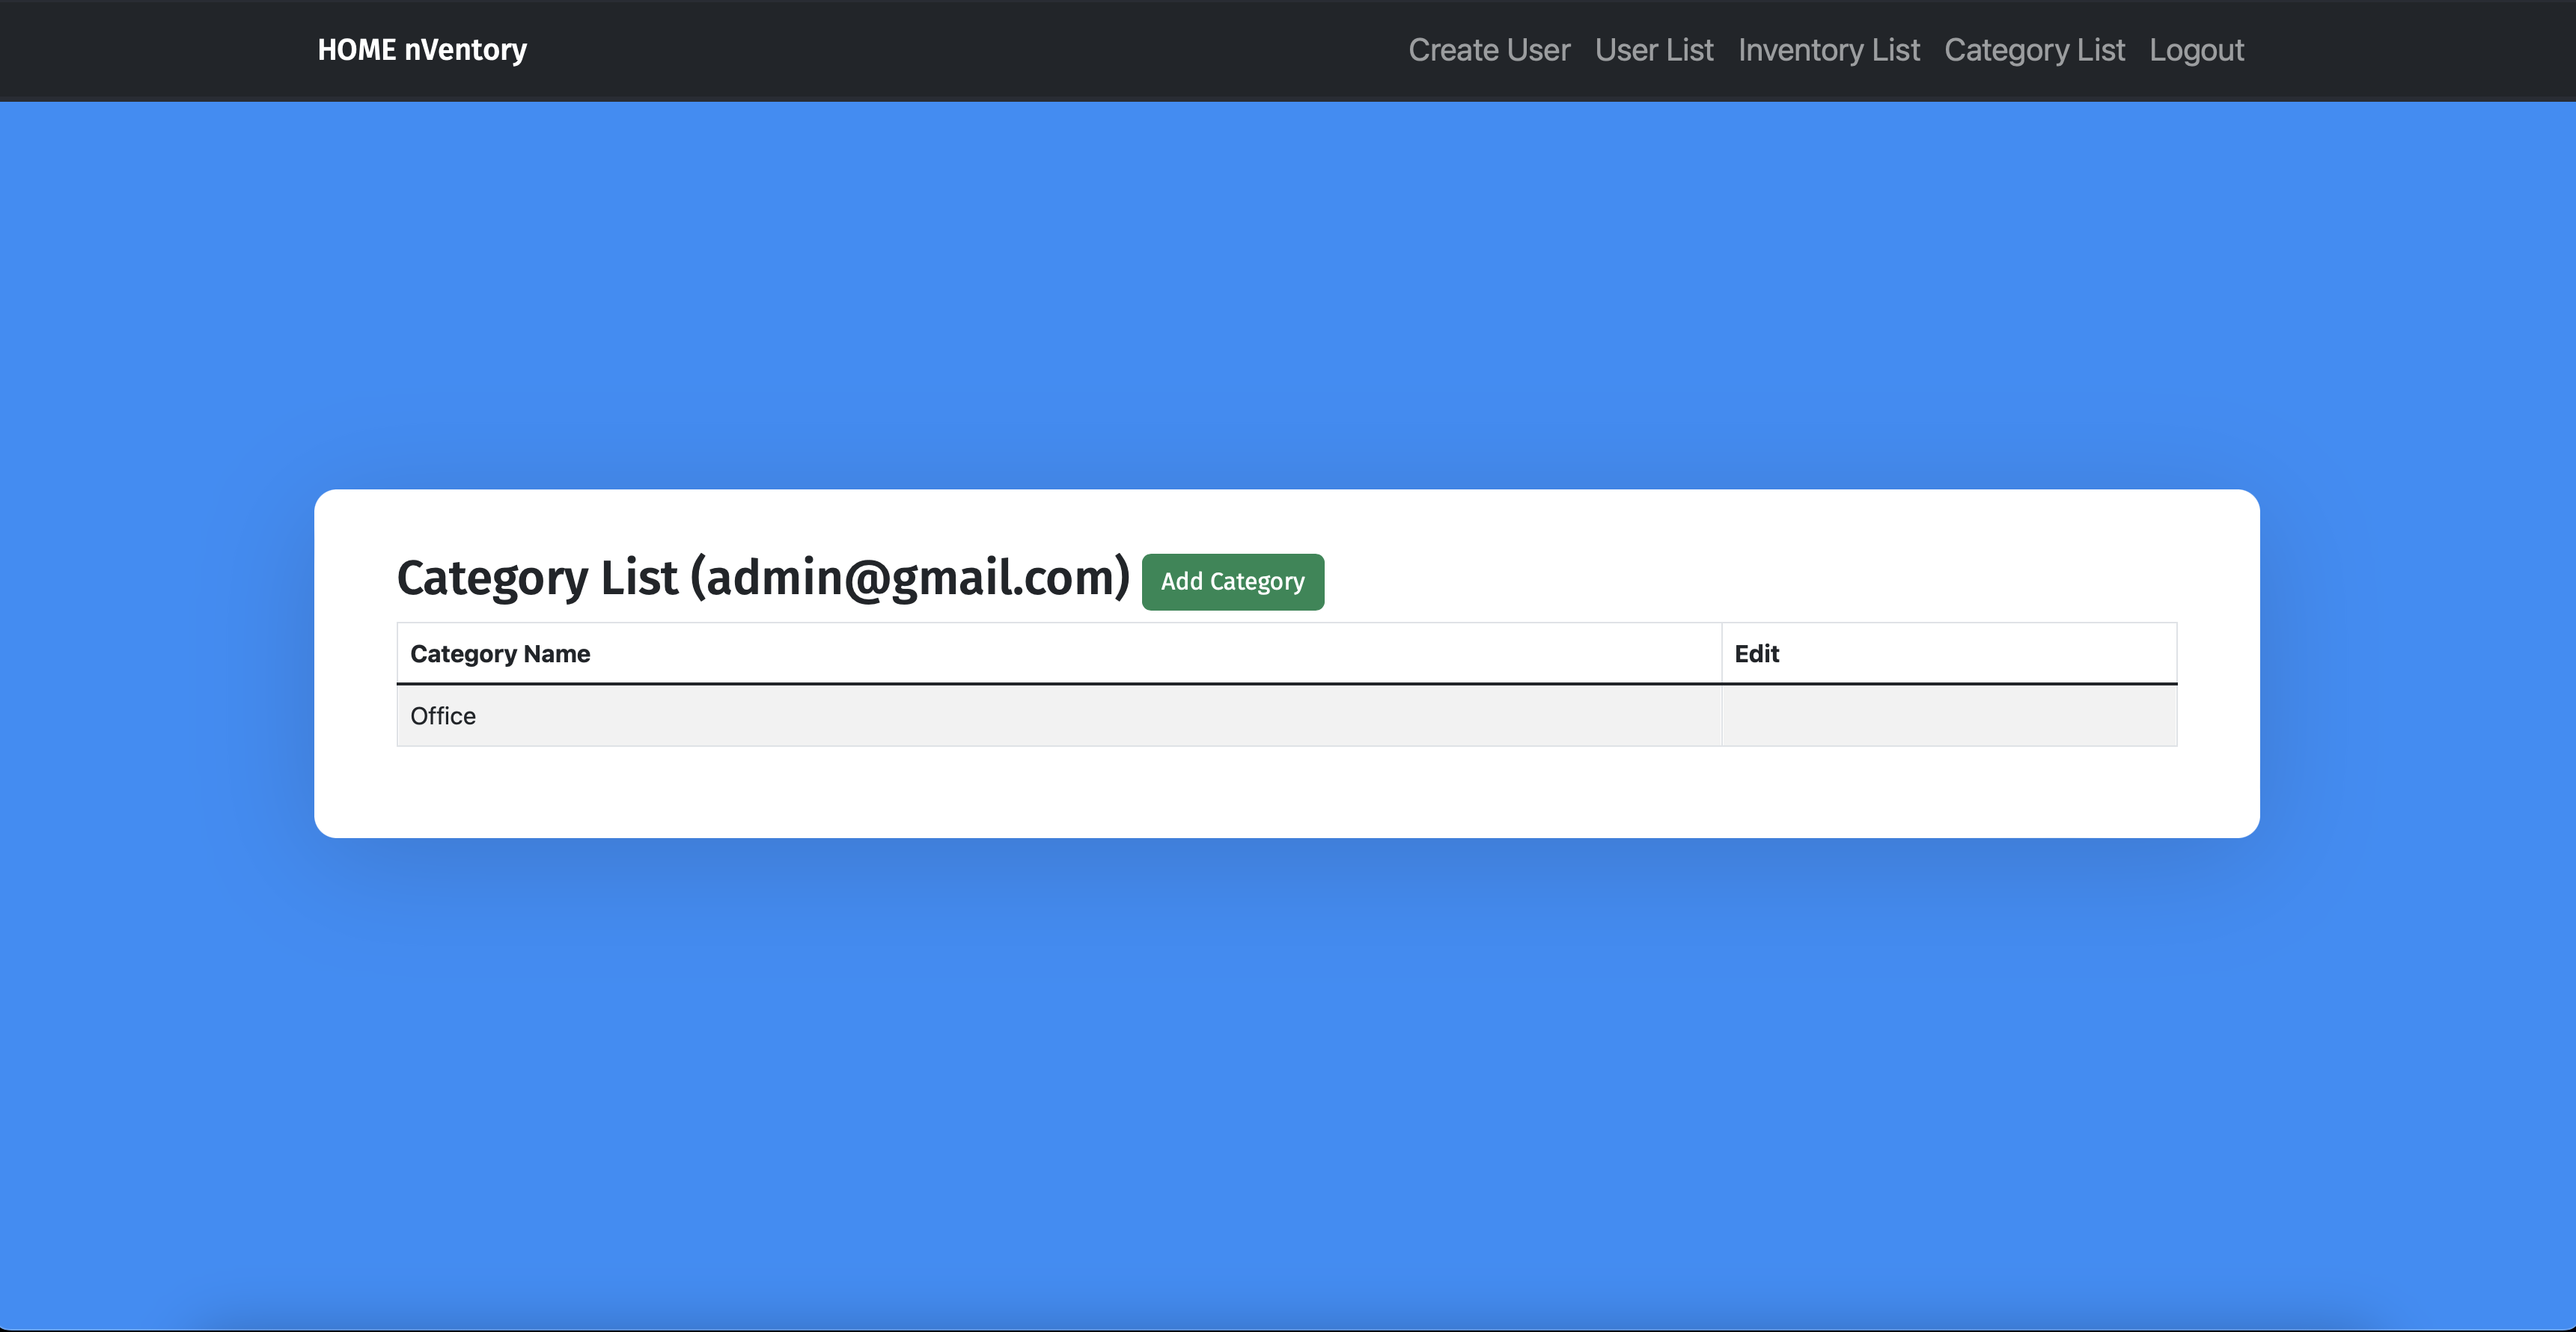 HOME nVentory
Create User User List Inventory List Category List Logout
Category List (admin@gmail.com) Add Category
Category Name Edit
Office